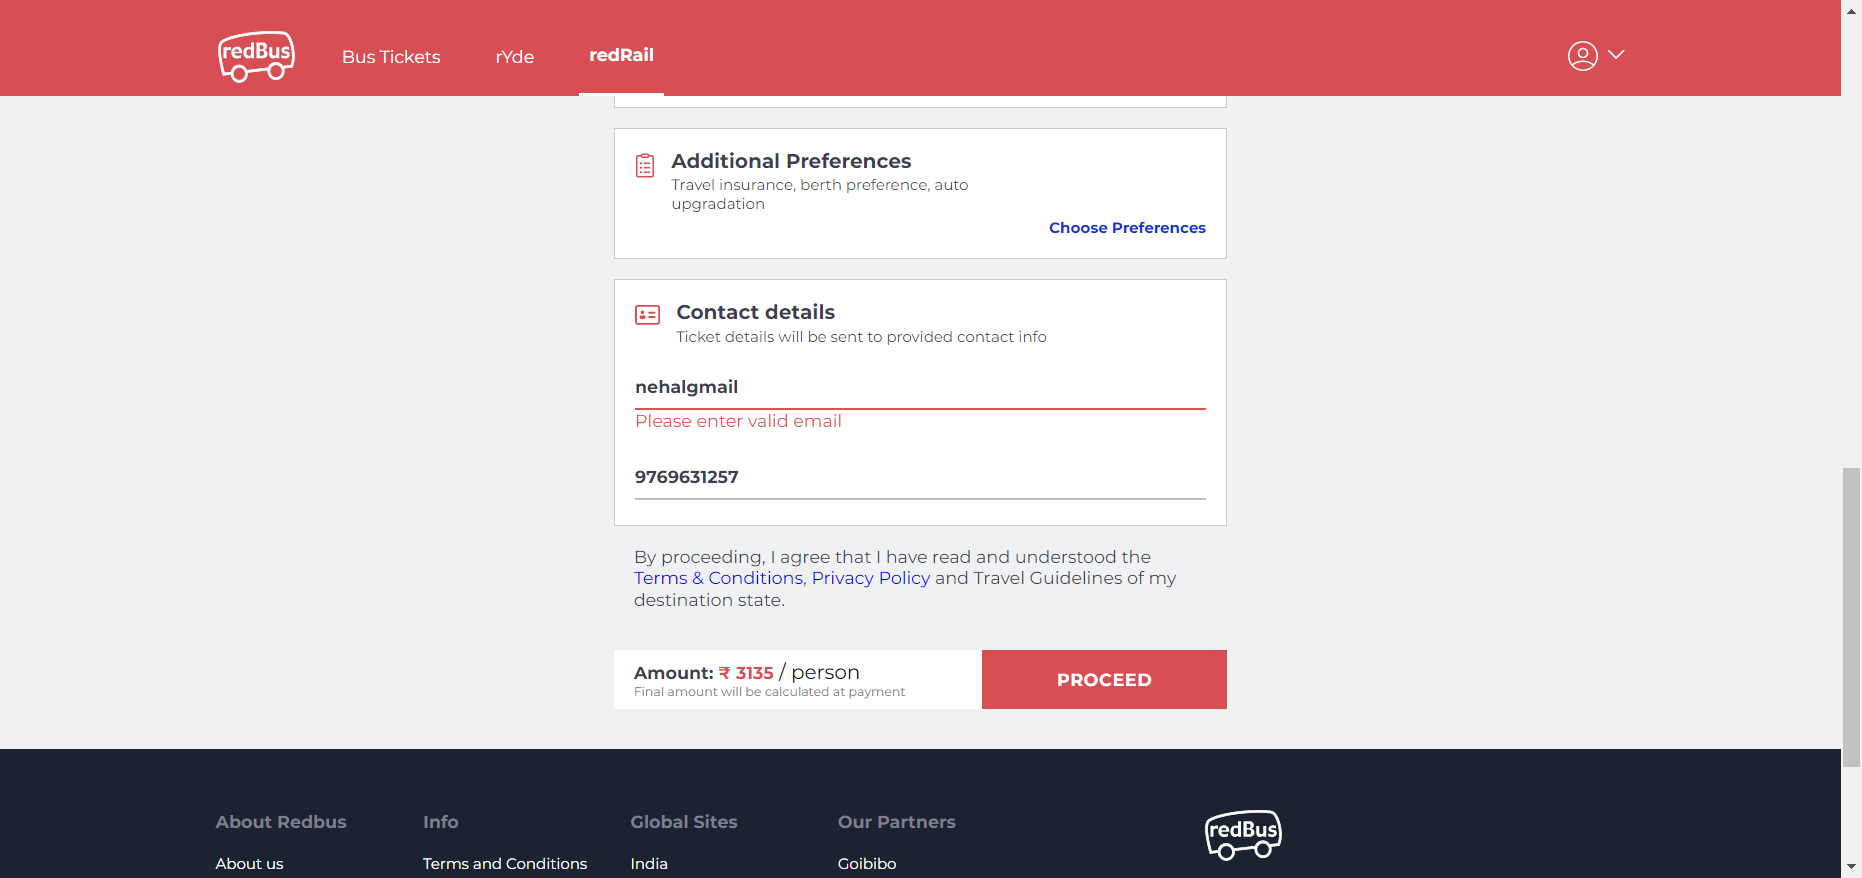 redBus
Bus Tickets
rYde
redRail
Additional Preferences
Travel insurance, berth preference, auto
upgradation
Choose Preferences
Contact details
Ticket details will be sent to provided contact info
nehalgmail
Please enter valid email
9769631257
By proceeding, I agree that I have read and understood the
Terms & Conditions, Privacy Policy and Travel Guidelines of my
destination state.
Amount: ₹ 3135 / person
Final amount will be calculated at payment
PROCEED
About Redbus
Info
Global Sites
Our Partners
redBus
About us
Terms and Conditions
India
Goibibo